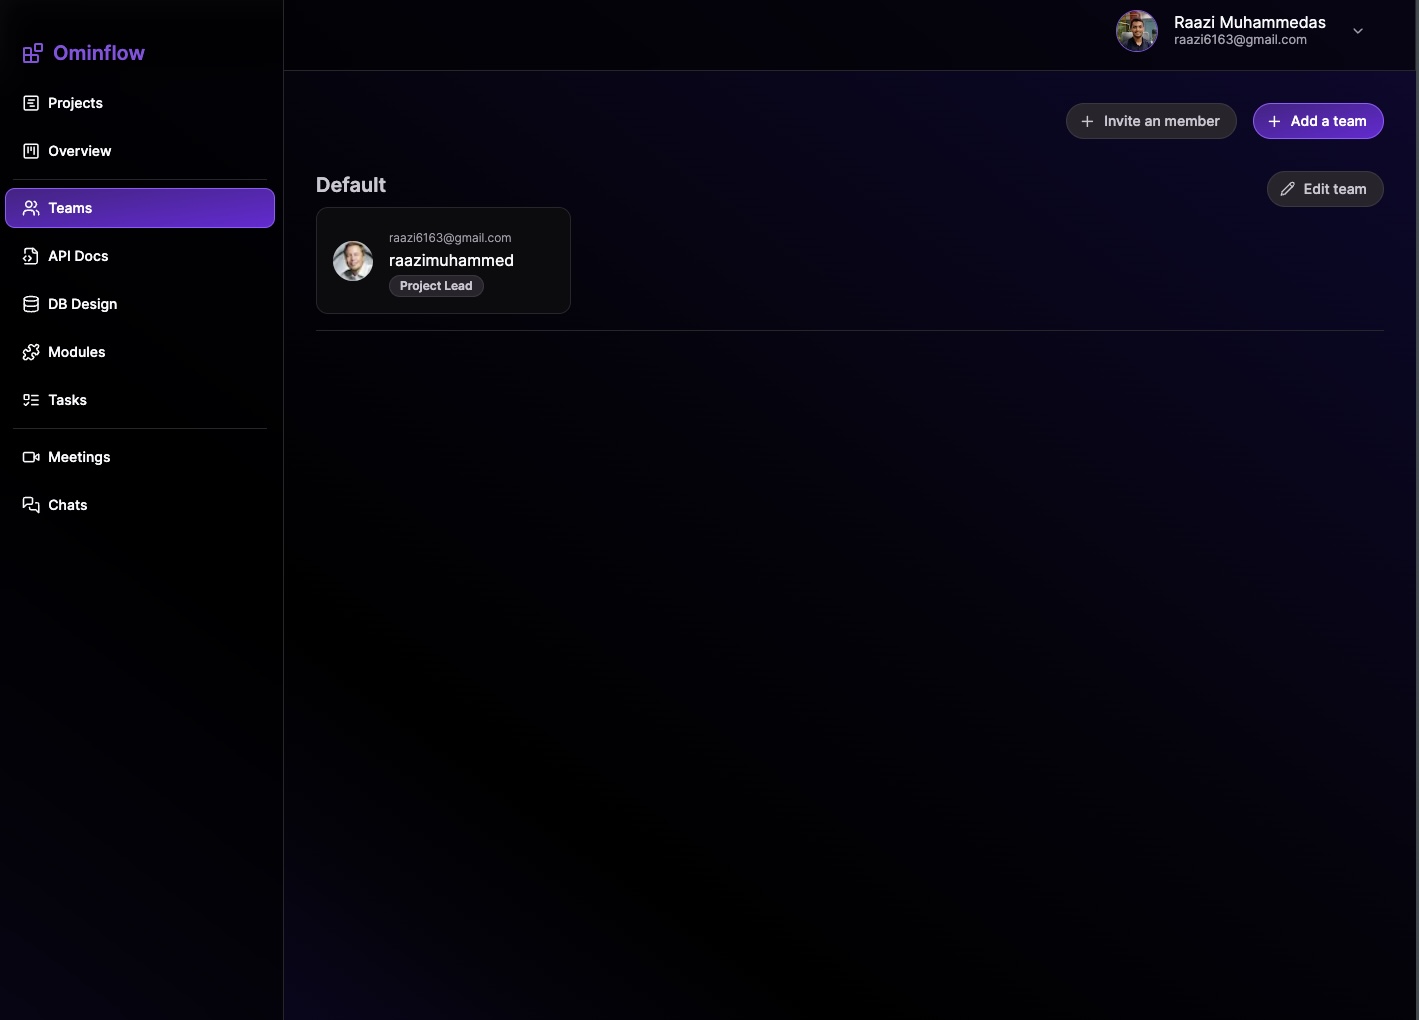 Ominflow
Raazi Muhammedas
raazi6163@gmail.com
Projects
Overview
Teams
API Docs
DB Design
Modules
Tasks
Meetings
Chats
Invite an member
Add a team
Default
Edit team
raazi6163@gmail.com
raazimuhammed
Project Lead